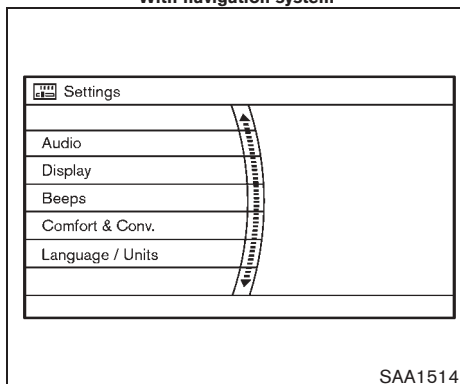 With navigation system
Settings
Audio
Display
Beeps
Comfort & Conv.
Language / Units
SAA1514